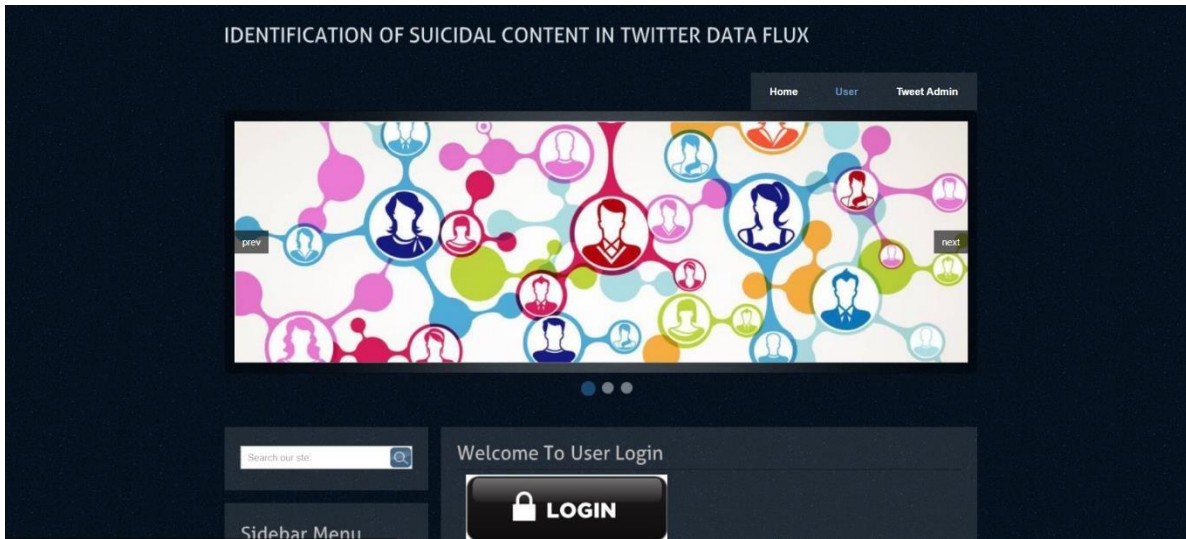 IDENTIFICATION OF SUICIDAL CONTENT IN TWITTER DATA FLUX
Home User Tweet Admin
prev next
Search our site:
Welcome To User Login
LOGIN
Sidebar Menu